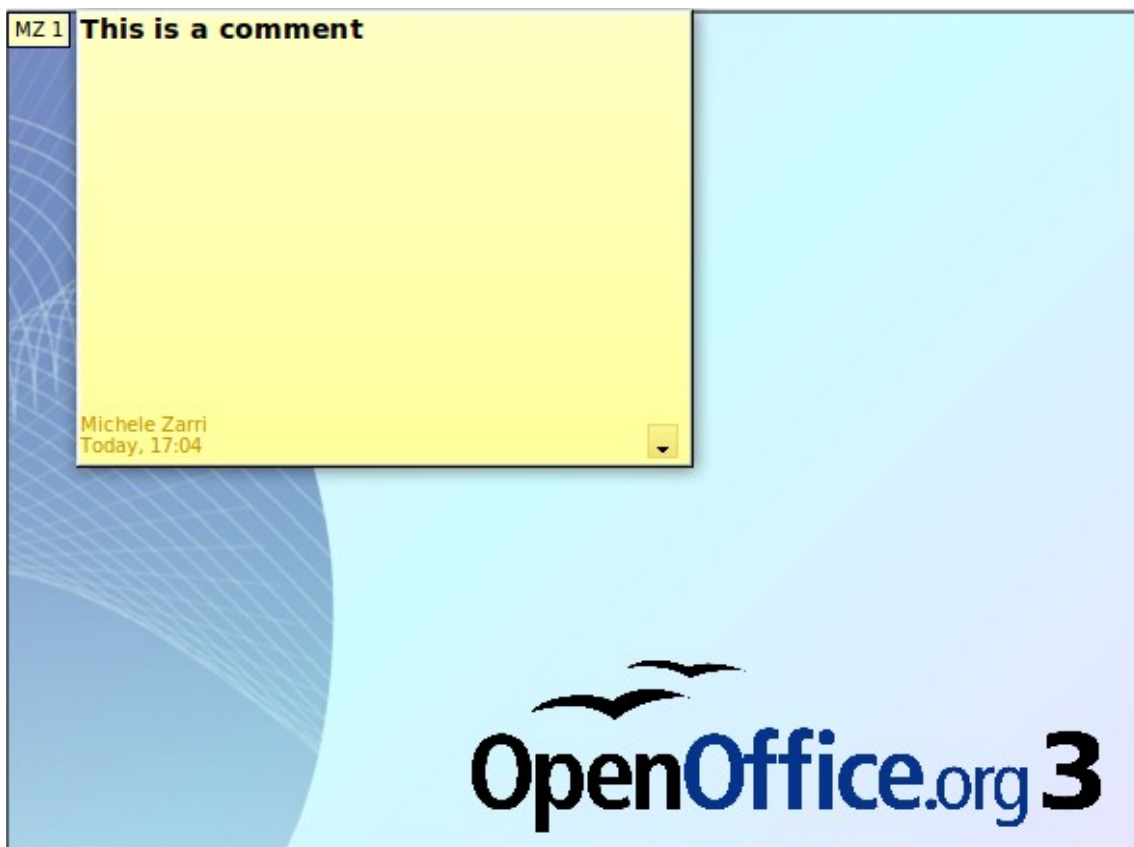 MZ 1
This is a comment
Michele Zarri
Today, 17:04
OpenOffice.org 3